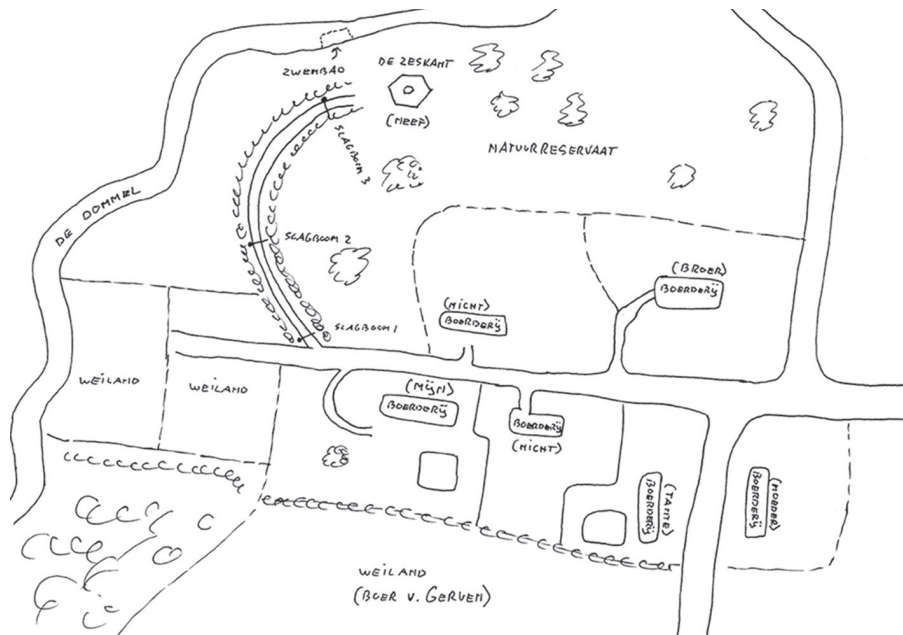 ZWEMBAD
DE ZESKANT
(NEEF)
SLAGBOOM 3
NATUURRESERVAAT
DE DOMMEL
SLAGBOOM 2
(BROER)
BOERDERIJ
(NICHT)
BOERDERIJ
SLAGBOOM 1
WEILAND
WEILAND
(MIJN)
BOERDERIJ
BOERDERIJ
(NICHT)
(TANTE)
BOERDERIJ
(MOEDER)
BOERDERIJ
WEILAND
(BOER V. GERVEN)